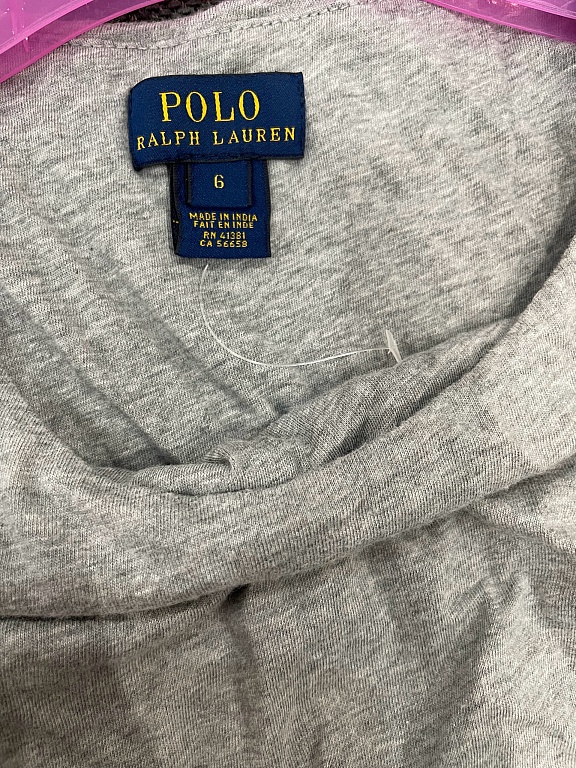 POLO
RALPH LAUREN
6
MADE IN INDIA
FAIT EN INDE
RN 41381
CA 56658